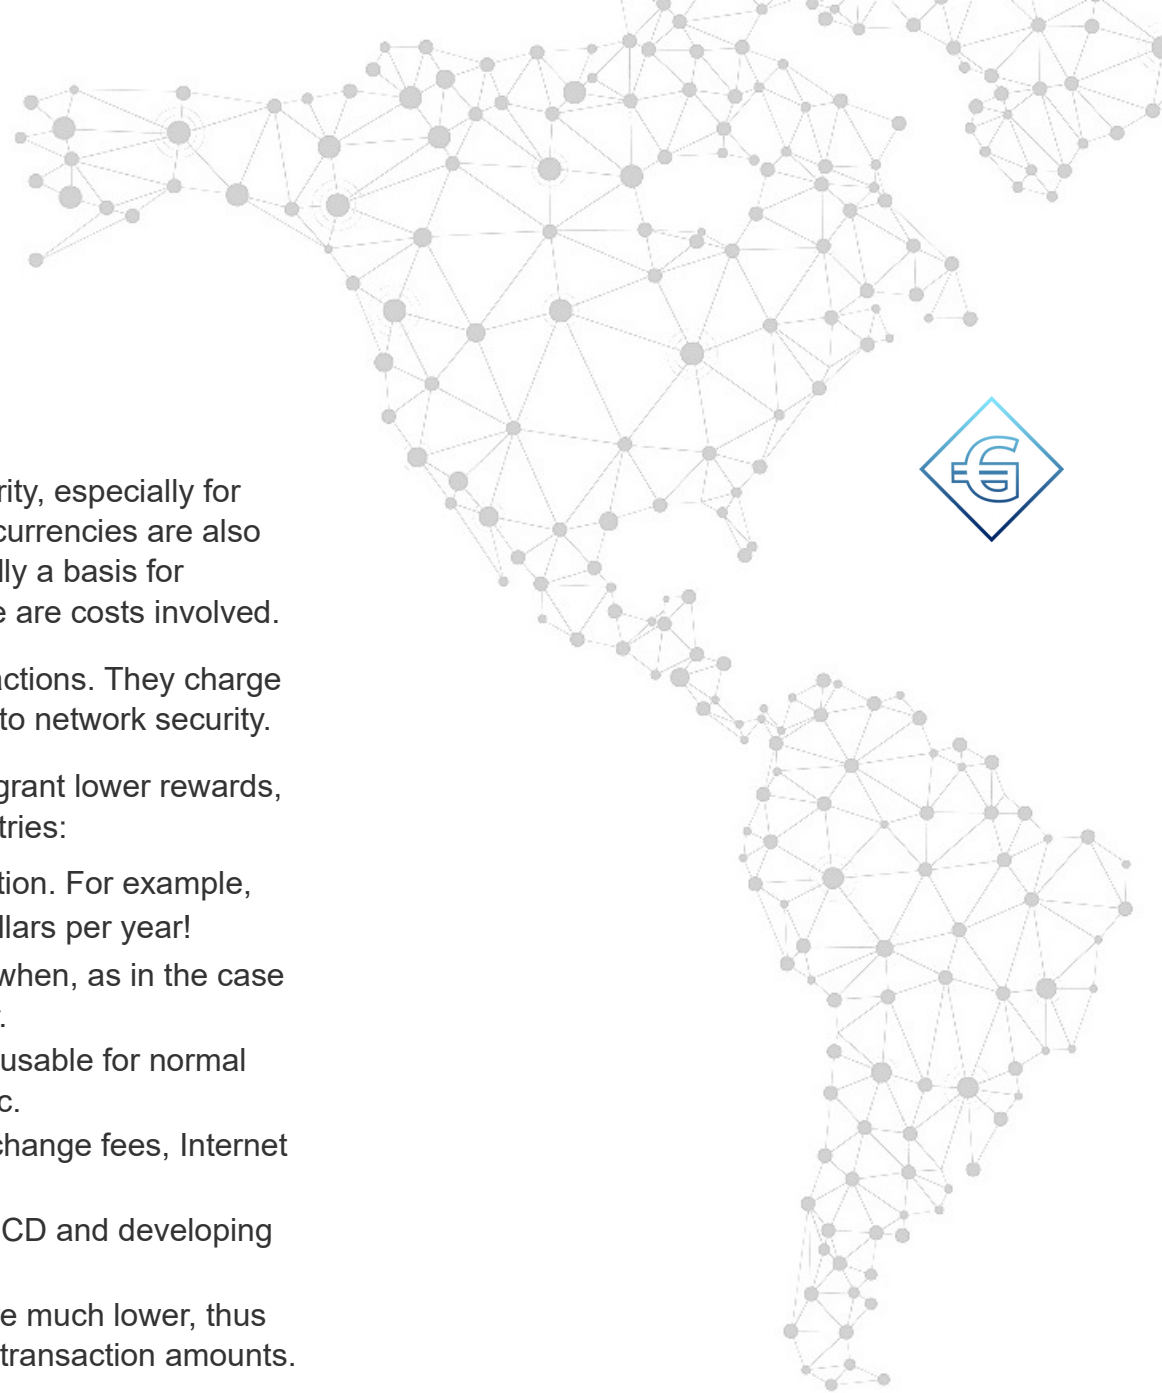 rity, especially for
currencies are also
lly a basis for
e are costs involved.
actions. They charge
to network security.
grant lower rewards,
tries:
tion. For example,
llars per year!
when, as in the case
.
usable for normal
c.
change fees, Internet
CD and developing
e much lower, thus
transaction amounts.